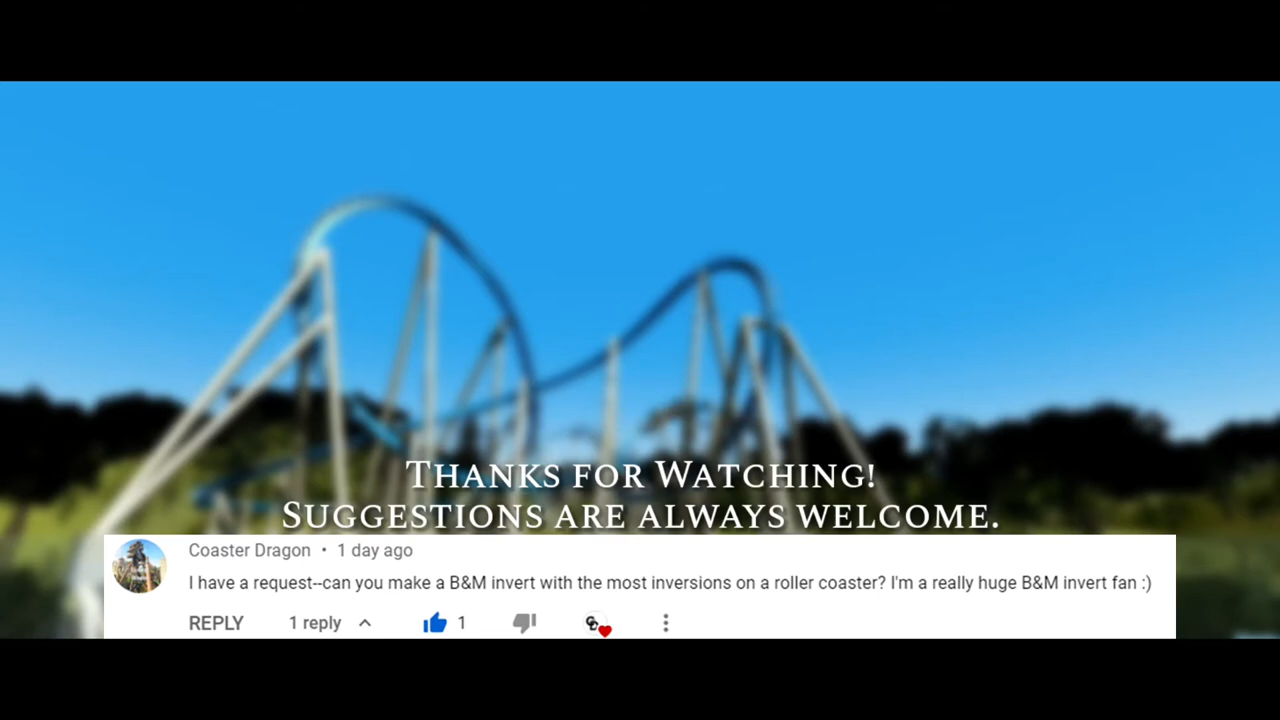 Thanks for Watching!
Suggestions are always welcome.
Coaster Dragon • 1 day ago
I have a request--can you make a B&M invert with the most inversions on a roller coaster? I'm a really huge B&M invert fan :)
REPLY 1 reply 1